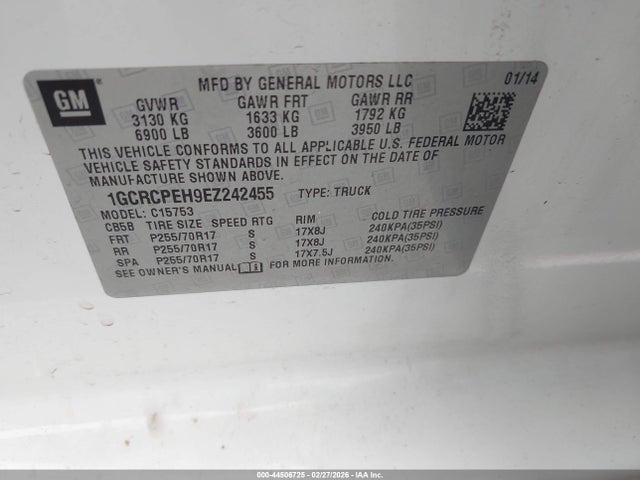 GM
MFD BY GENERAL MOTORS LLC 01/14
GVWR GAWR FRT GAWR RR
3130 KG 1633 KG 1792 KG
6900 LB 3600 LB 3950 LB
THIS VEHICLE CONFORMS TO ALL APPLICABLE U.S. FEDERAL MOTOR
VEHICLE SAFETY STANDARDS IN EFFECT ON THE DATE OF
MANUFACTURE SHOWN ABOVE.
1GCRCPEH9EZ242455 TYPE: TRUCK
MODEL: C15753
CB5B TIRE SIZE SPEED RTG RIM COLD TIRE PRESSURE
FRT P255/70R17 S 17X8J 240KPA(35PSI)
RR P255/70R17 S 17X8J 240KPA(35PSI)
SPA P255/70R17 S 17X7.5J 240KPA(35PSI)
SEE OWNER'S MANUAL FOR MORE INFORMATION.
000-44506725 - 02/27/2026 - IAAI.com